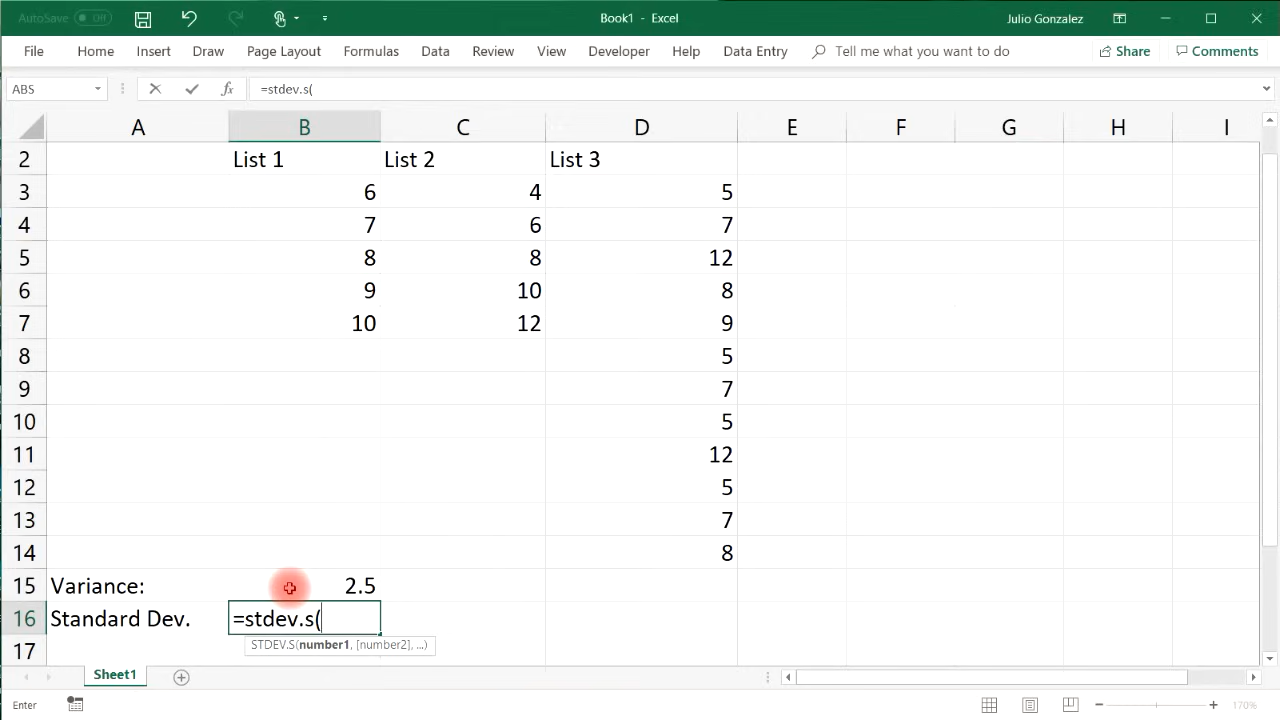 AutoSave Off Book1 - Excel Julio Gonzalez
File Home Insert Draw Page Layout Formulas Data Review View Developer Help Data Entry Tell me what you want to do Share Comments
ABS fx =stdev.s(
A B C D E F G H I
2 List 1 List 2 List 3
3 6 4 5
4 7 6 7
5 8 8 12
6 9 10 8
7 10 12 9
8 5
9 7
10 5
11 12
12 5
13 7
14 8
15 Variance: 2.5
16 Standard Dev. =stdev.s(
17 STDEV.S(number1, [number2], ...)
Sheet1
Enter 170%